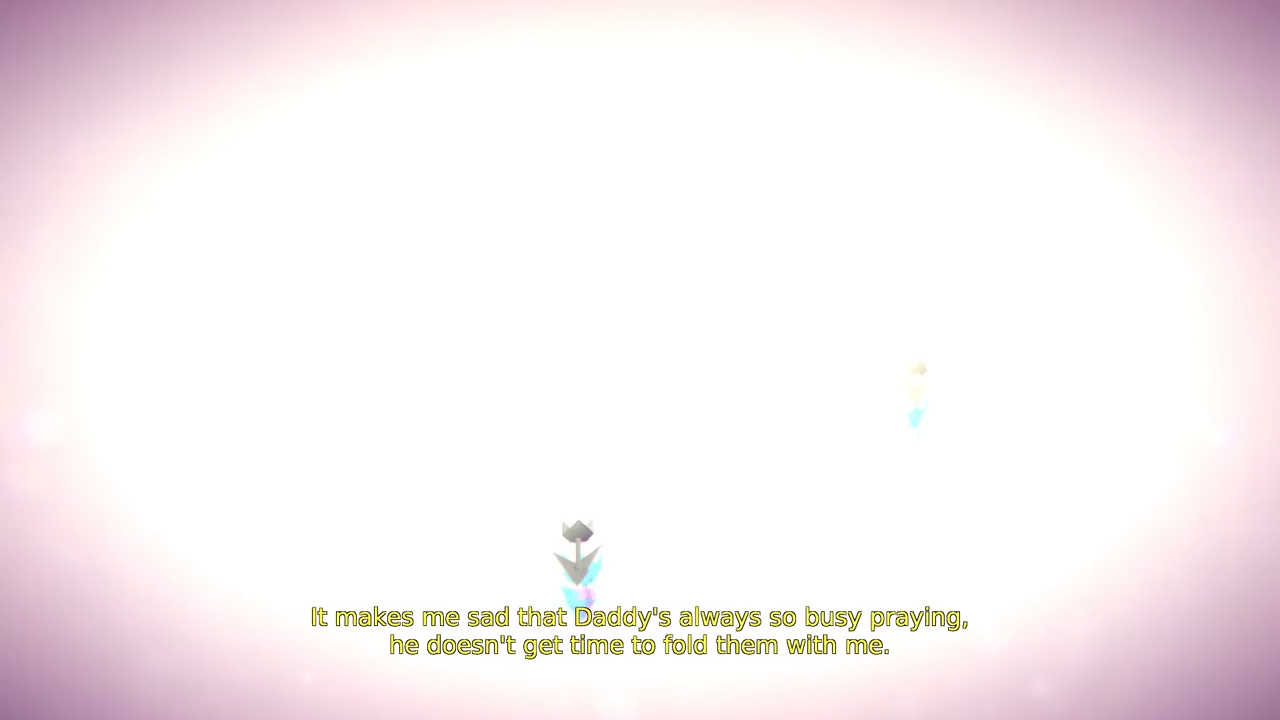 It makes me sad that Daddy's always so busy praying,
he doesn't get time to fold them with me.